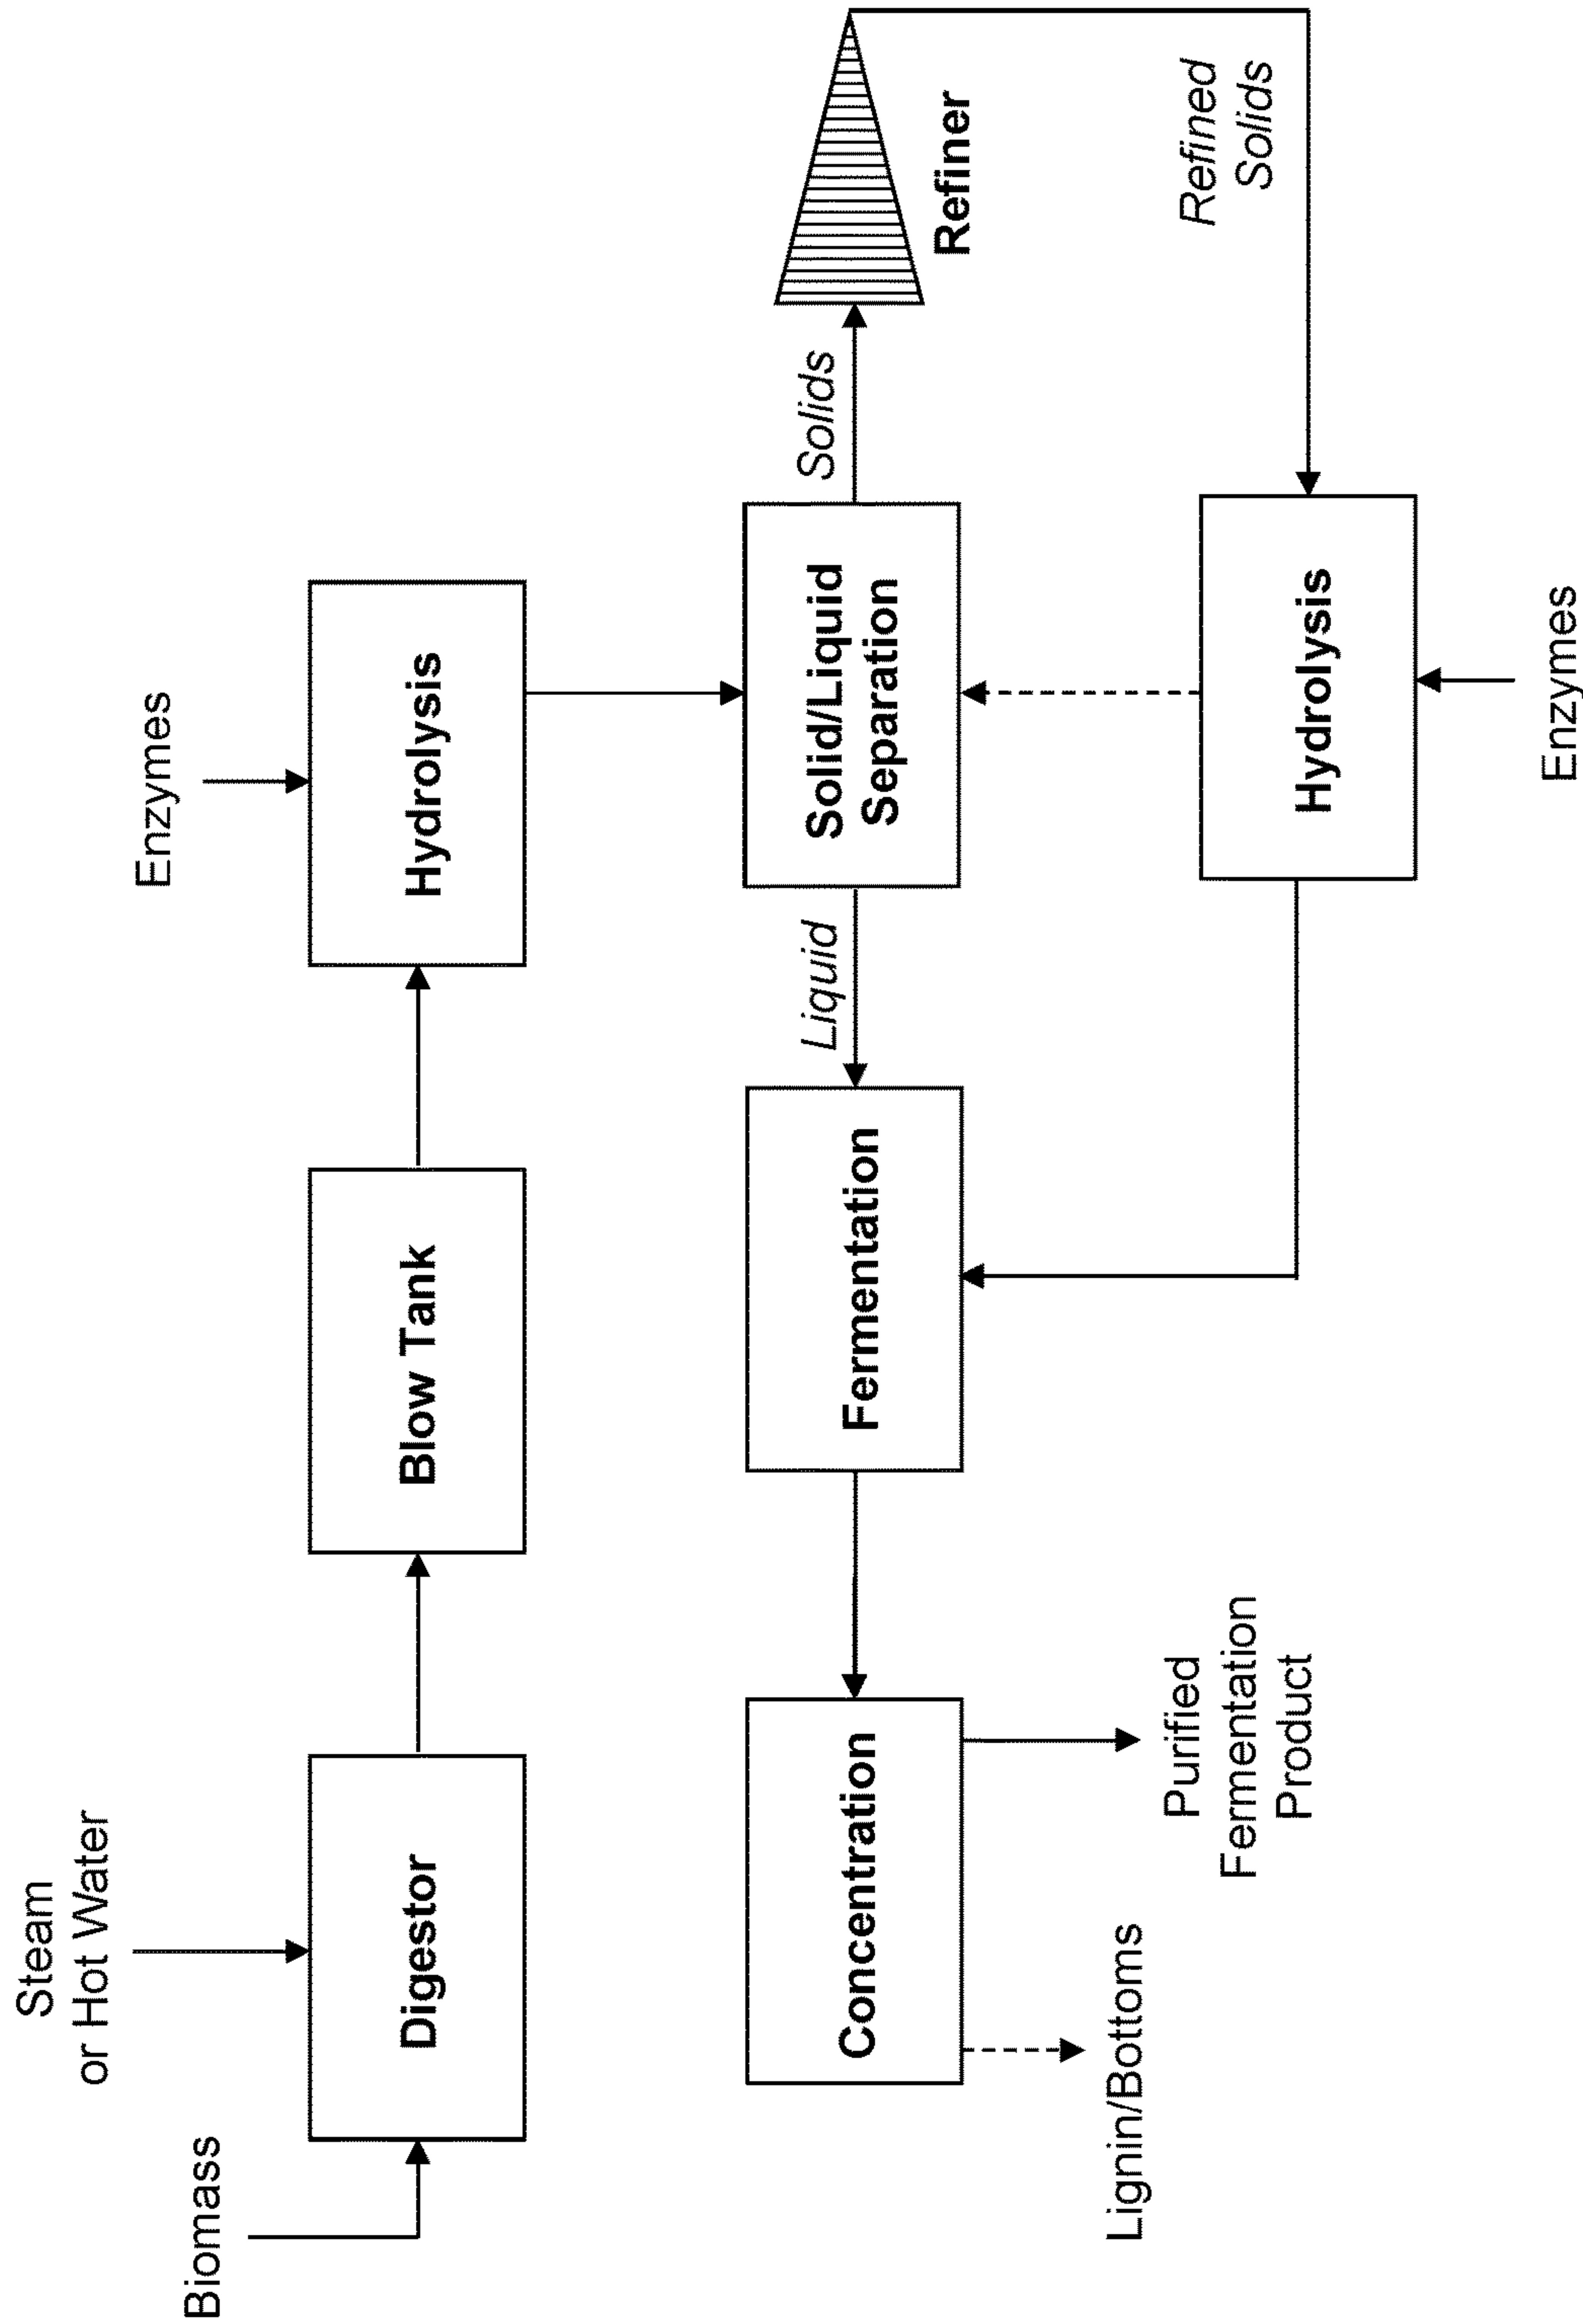 Steam
or Hot Water
Biomass
Digestor
Blow Tank
Enzymes
Hydrolysis
Solid/Liquid
Separation
Solids
Refiner
Refined
Solids
Liquid
Fermentation
Hydrolysis
Enzymes
Concentration
Purified
Fermentation
Product
Lignin/Bottoms